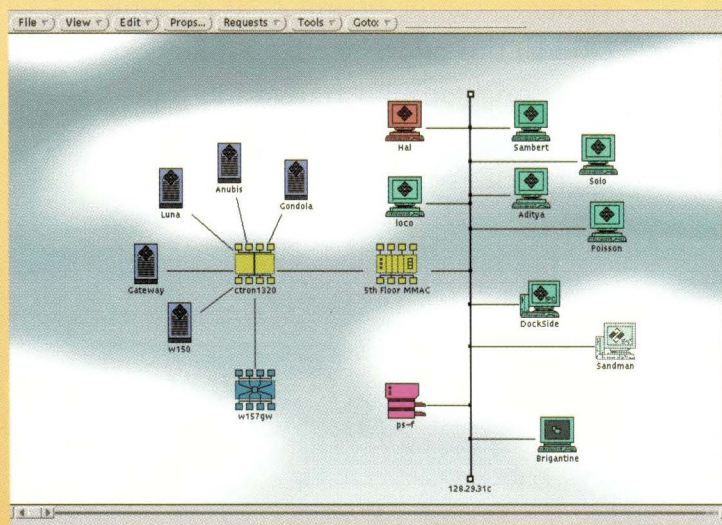 File View Edit Props... Requests Tools Goto:
Hal
Sambert
Solo
Anubis
Luna
Gondola
loco
Aditya
Poisson
Gateway
ctron1320
5th Floor MMAC
DockSide
w150
Sandman
w157gw
ps-f
Brigantine
128.29.31c